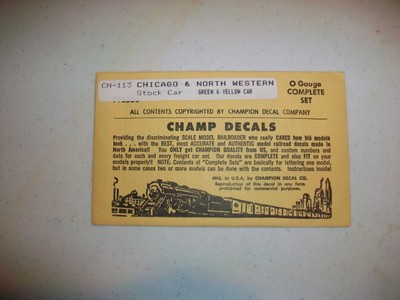 CN-113 CHICAGO & NORTH WESTERN
Stock Car GREEN & YELLOW CAR
O Gauge
COMPLETE
SET
ALL CONTENTS COPYRIGHTED BY CHAMPION DECAL COMPANY
CHAMP DECALS
Providing the discriminating SCALE MODEL RAILROADER who really CARES how his models
look . . . with the BEST, most ACCURATE and AUTHENTIC model railroad decals made in
North America!! You ONLY get CHAMPION QUALITY from US, and custom numbers and
data for each and every freight car set. Our decals are COMPLETE and also FIT on your
models properly!! NOTE: Contents of "Complete Sets" are basically for lettering one model,
but in some cases two or more models can be done with the contents. Instructions inside!
MFG. in U.S.A. by CHAMPION DECAL CO.
Reproduction of this decal in any form
prohibited for commercial purposes.